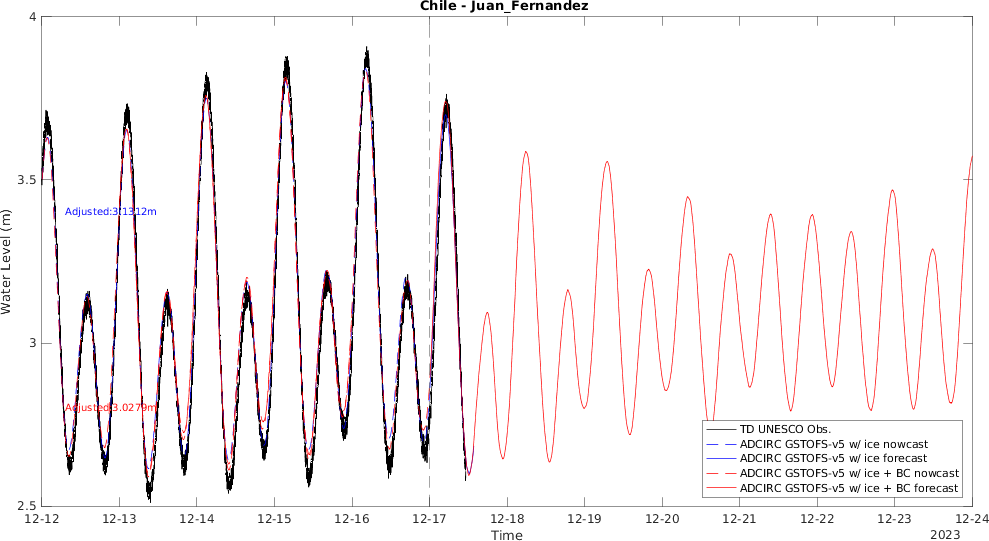 Chile - Juan_Fernandez
4
3.5
3
2.5
Water Level (m)
Adjusted:3.1312m
Adjusted:3.0279m
TD UNESCO Obs.
ADCIRC GSTOFS-v5 w/ ice nowcast
ADCIRC GSTOFS-v5 w/ ice forecast
ADCIRC GSTOFS-v5 w/ ice + BC nowcast
ADCIRC GSTOFS-v5 w/ ice + BC forecast
12-12 12-13 12-14 12-15 12-16 12-17 12-18 12-19 12-20 12-21 12-22 12-23 12-24
Time
2023